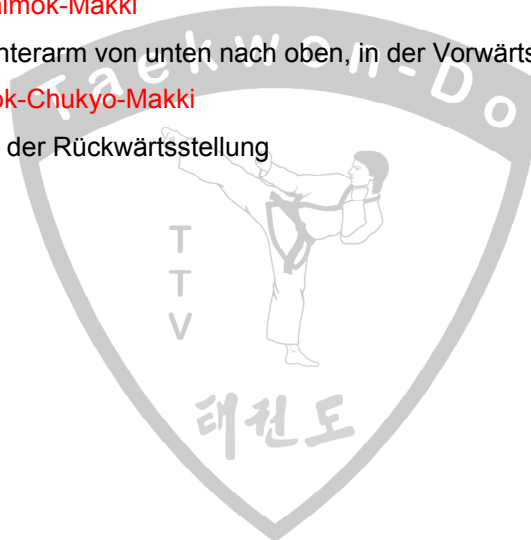 almok-Makki
nterarm von unten nach oben, in der Vorwärts
ok-Chukyo-Makki
der Rückwärtsstellung
Taekwon-Do
T
T
V
태권도